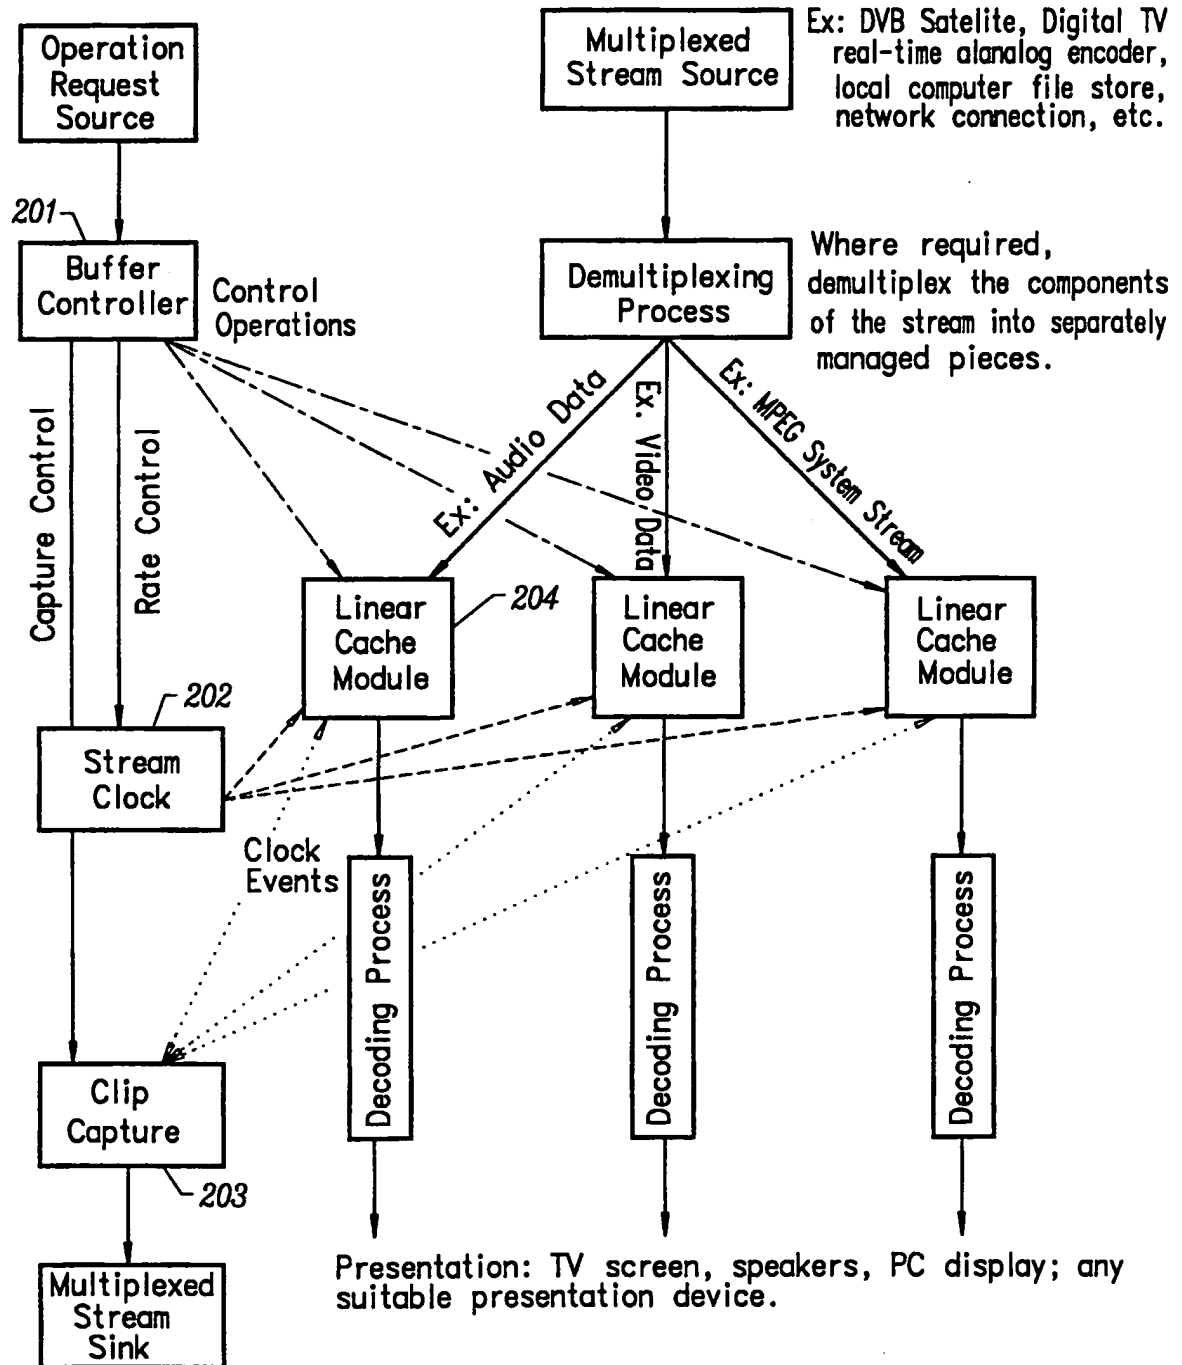 Operation
Request
Source
Multiplexed
Stream Source
Ex: DVB Satelite, Digital TV
real-time alanalog encoder,
local computer file store,
network connection, etc.
201
Buffer
Controller
Control
Operations
Demultiplexing
Process
Where required,
demultiplex the components
of the stream into separately
managed pieces.
Capture Control
Rate Control
Ex: Audio Data
Ex. Video Data
Ex: MPEG System Stream
Linear
Cache
Module
204
Linear
Cache
Module
Linear
Cache
Module
202
Stream
Clock
Clock
Events
Decoding Process
Decoding Process
Decoding Process
Clip
Capture
203
Multiplexed
Stream
Sink
Presentation: TV screen, speakers, PC display; any
suitable presentation device.